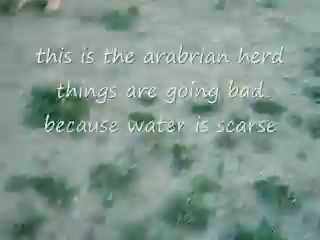 this is the arabrian herd
things are going bad
because water is scarse